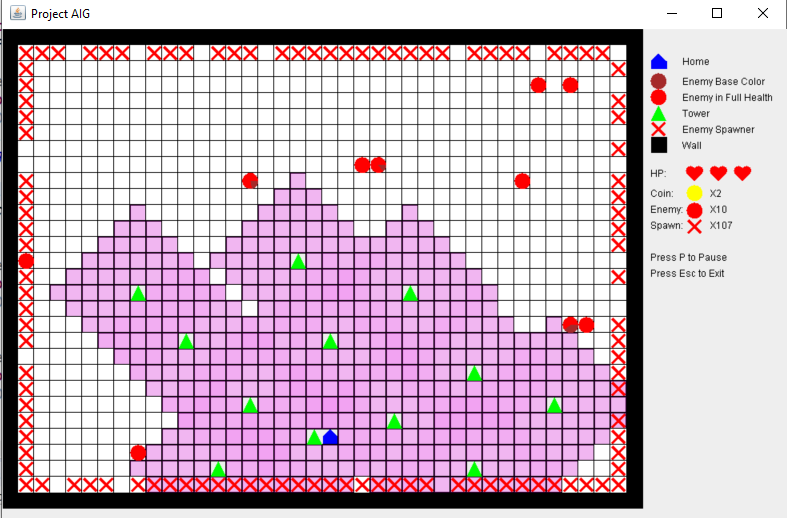 Project AIG
Home
Enemy Base Color
Enemy in Full Health
Tower
Enemy Spawner
Wall
HP:
Coin: X2
Enemy: X10
Spawn: X107
Press P to Pause
Press Esc to Exit